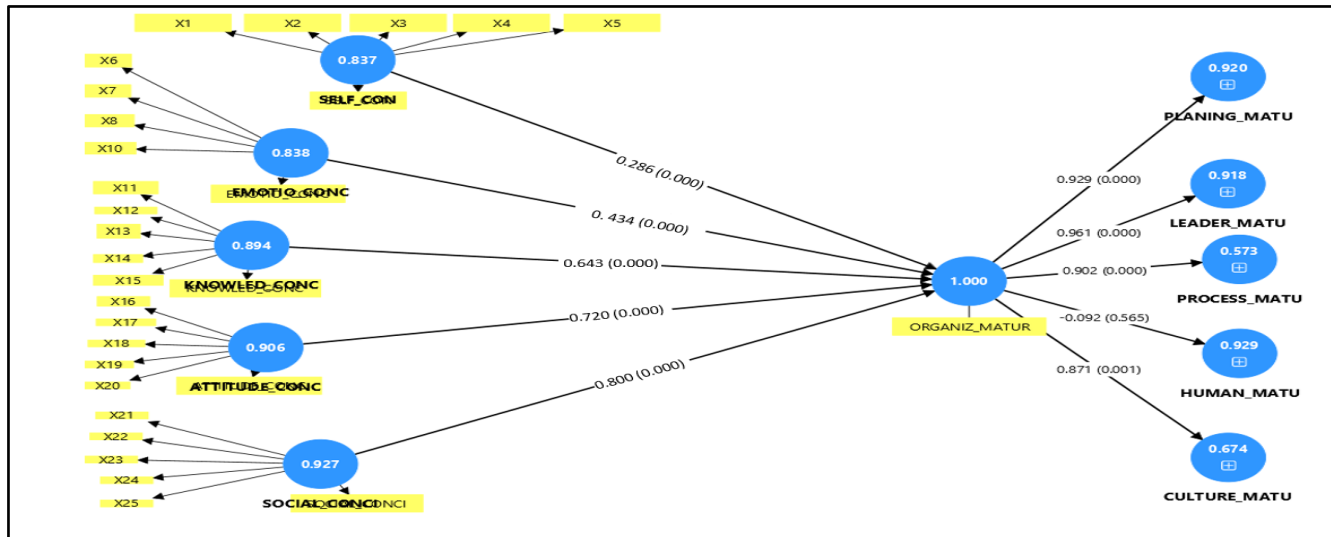 X1
X2
X3
X4
X5
0.837
SELF_CON
X6
X7
X8
X10
0.838
EMOTIO_CONC
EMOTIO_CONC
X11
X12
X13
X14
X15
0.894
KNOWLED_CONC
KNOWLED_CONC
X16
X17
X18
X19
X20
0.906
ATTITUDE_CONC
X21
X22
X23
X24
X25
0.927
SOCIAL_CONCI
0.286 (0.000)
0. 434 (0.000)
0.643 (0.000)
0.720 (0.000)
0.800 (0.000)
1.000
ORGANIZ_MATUR
0.929 (0.000)
0.961 (0.000)
0.902 (0.000)
-0.092 (0.565)
0.871 (0.001)
0.920
PLANING_MATU
0.918
LEADER_MATU
0.573
PROCESS_MATU
0.929
HUMAN_MATU
0.674
CULTURE_MATU